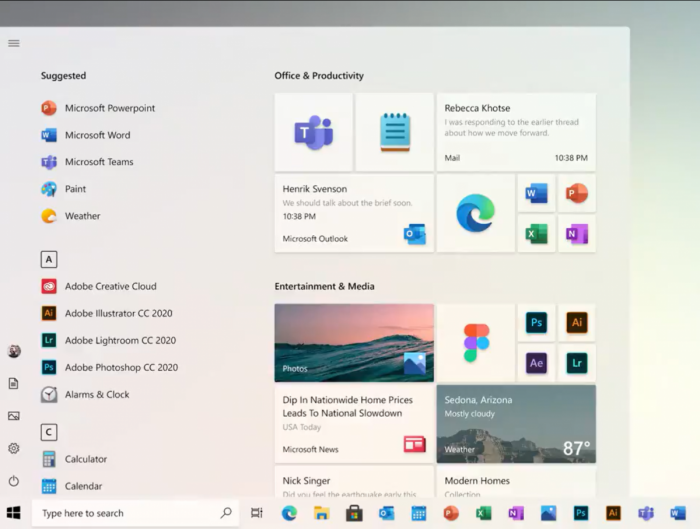 Suggested
Microsoft Powerpoint
Microsoft Word
Microsoft Teams
Paint
Weather
A
Adobe Creative Cloud
Adobe Illustrator CC 2020
Adobe Lightroom CC 2020
Adobe Photoshop CC 2020
Alarms & Clock
C
Calculator
Calendar
Office & Productivity
T
Rebecca Khotse
I was responding to the earlier thread
about how we move forward.
Mail 10:38 PM
Henrik Svenson
We should talk about the brief soon.
10:38 PM
Microsoft Outlook
W P
X N
Entertainment & Media
Photos
Ps Ai
Ae Lr
Dip In Nationwide Home Prices
Leads To National Slowdown
USA Today
Microsoft News
Sedona, Arizona
Mostly cloudy
Weather 87°
Nick Singer
Did you feel the earthquake early this
Modern Homes
Collection
Type here to search